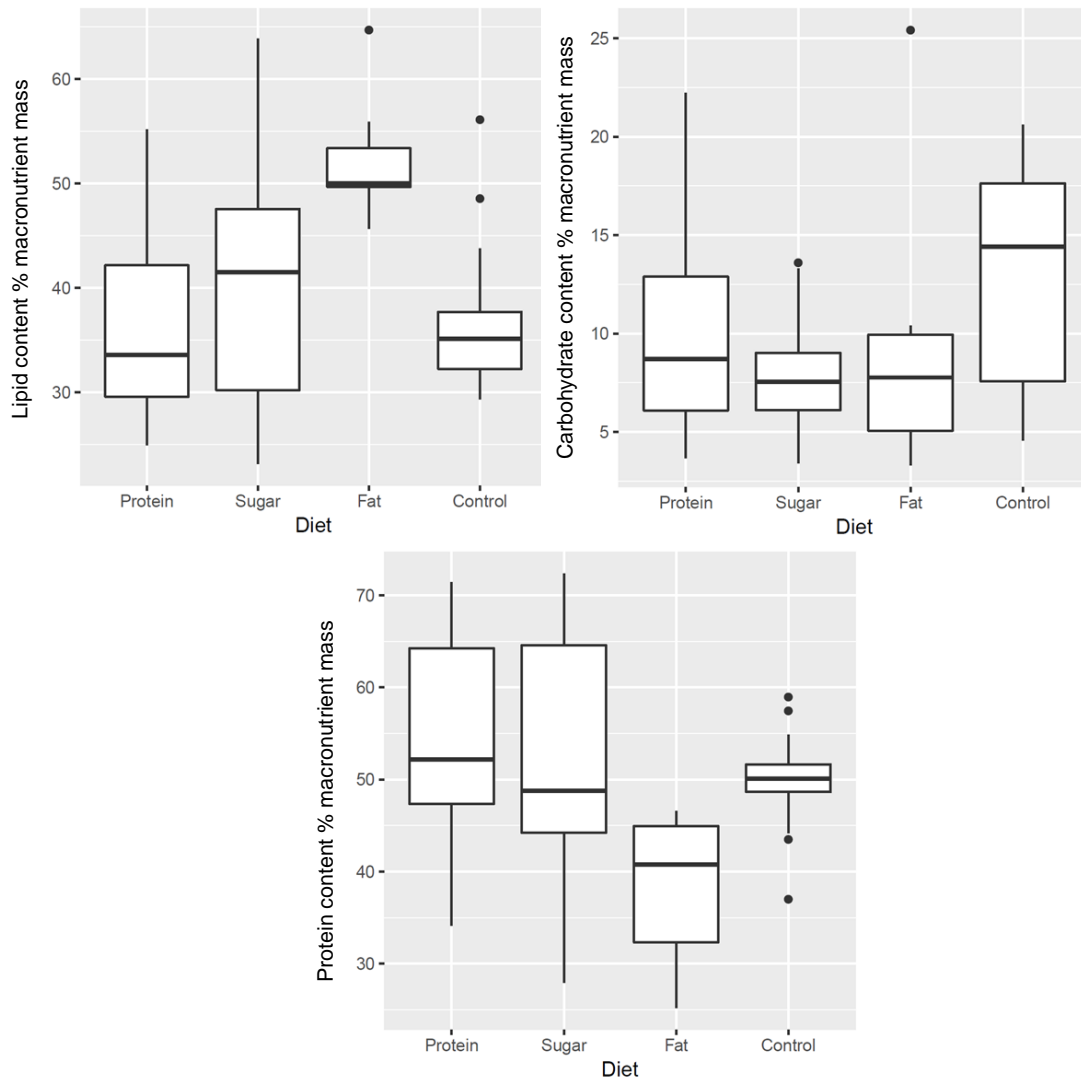 Lipid content % macronutrient mass
60
50
40
30
Protein Sugar Fat Control
Diet
Carbohydrate content % macronutrient mass
25
20
15
10
5
Protein Sugar Fat Control
Diet
Protein content % macronutrient mass
70
60
50
40
30
Protein Sugar Fat Control
Diet